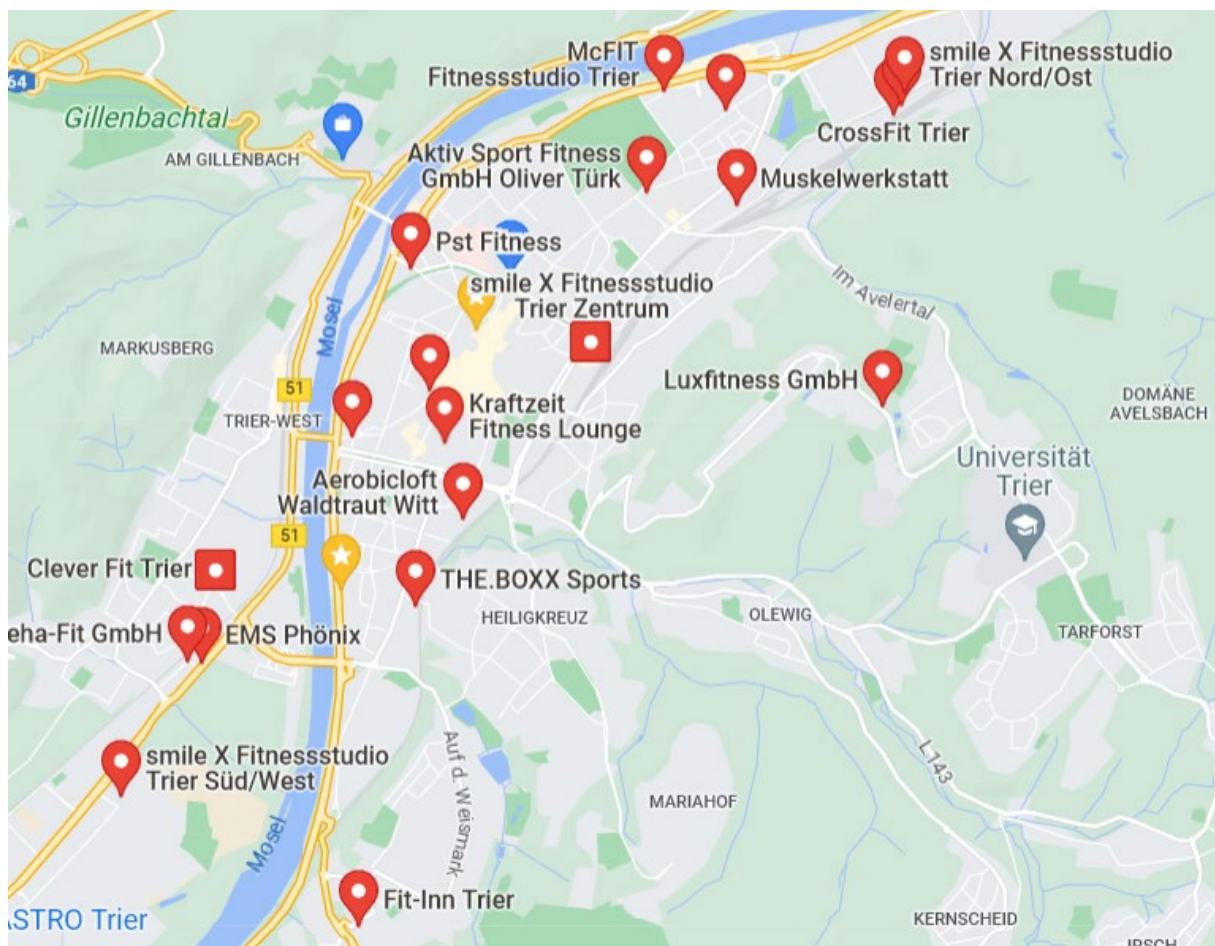 McFIT
Fitnessstudio Trier
smile X Fitnessstudio
Trier Nord/Ost
64
Gillenbachtal
CrossFit Trier
AM GILLENBACH
Aktiv Sport Fitness
GmbH Oliver Türk
Muskelwerkstatt
Pst Fitness
smile X Fitnessstudio
Trier Zentrum
Im Avelertal
Mosel
MARKUSBERG
51
Luxfitness GmbH
DOMÄNE
AVELSBACH
TRIER-WEST
Kraftzeit
Fitness Lounge
Universität
Trier
Aerobicloft
Waldtraut Witt
51
Clever Fit Trier
THE.BOXX Sports
HEILIGKREUZ
OLEWIG
TARFORST
eha-Fit GmbH
EMS Phönix
smile X Fitnessstudio
Trier Süd/West
Auf d. Weismark
L143
MARIAHOF
Mosel
Fit-Inn Trier
ASTRO Trier
KERNSCHEID
IRSCH